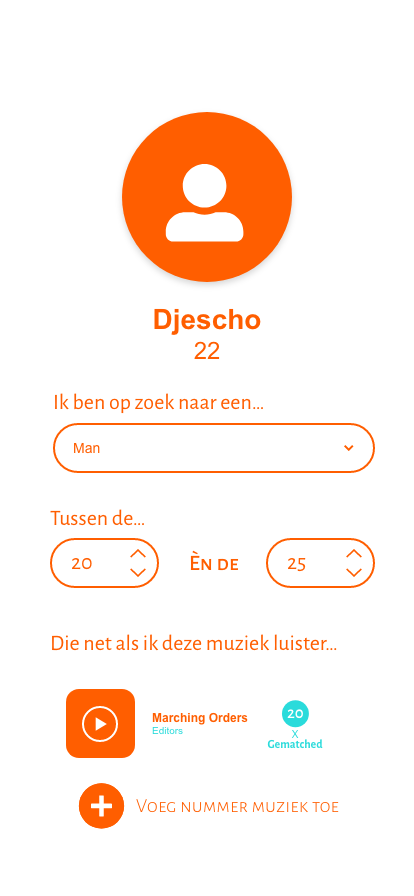 Djescho
22
Ik ben op zoek naar een...
Man
Tussen de...
20 Èn de 25
Die net als ik deze muziek luister...
Marching Orders
Editors
20
X
Gematched
Voeg nummer muziek toe